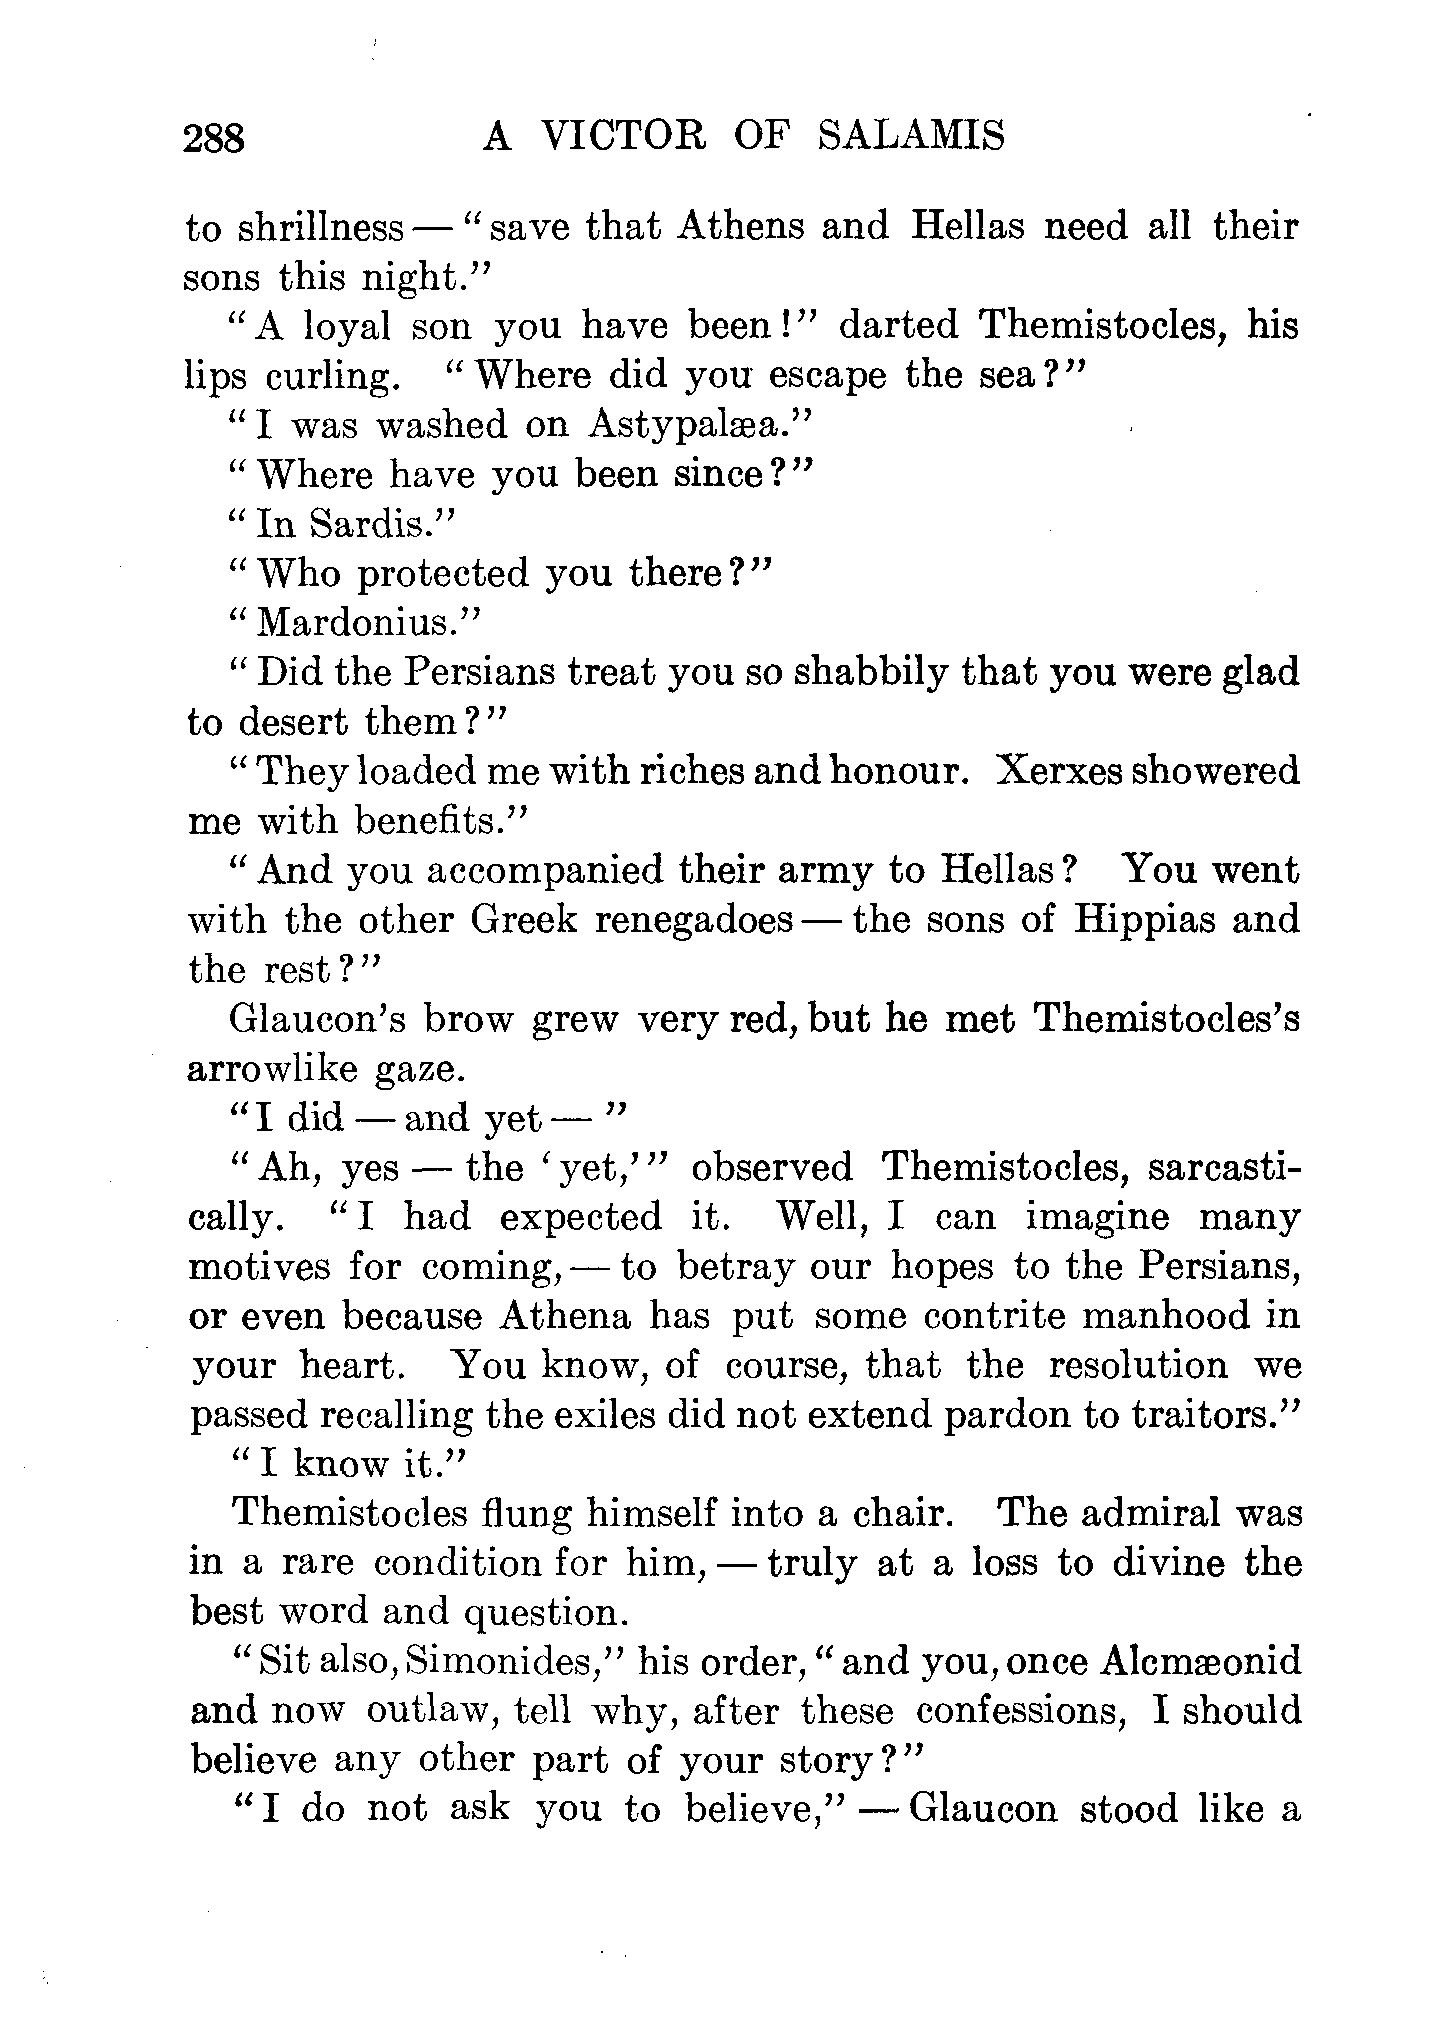 288 A VICTOR OF SALAMIS
to shrillness — “save that Athens and Hellas need all their
sons this night.”
“A loyal son you have been!” darted Themistocles, his
lips curling. “Where did you escape the sea?”
“I was washed on Astypalæa.”
“Where have you been since?”
“In Sardis.”
“Who protected you there?”
“Mardonius.”
“Did the Persians treat you so shabbily that you were glad
to desert them?”
“They loaded me with riches and honour. Xerxes showered
me with benefits.”
“And you accompanied their army to Hellas? You went
with the other Greek renegadoes — the sons of Hippias and
the rest?”
Glaucon’s brow grew very red, but he met Themistocles’s
arrowlike gaze.
“I did — and yet — ”
“Ah, yes — the ‘yet,’” observed Themistocles, sarcasti-
cally. “I had expected it. Well, I can imagine many
motives for coming, — to betray our hopes to the Persians,
or even because Athena has put some contrite manhood in
your heart. You know, of course, that the resolution we
passed recalling the exiles did not extend pardon to traitors.”
“I know it.”
Themistocles flung himself into a chair. The admiral was
in a rare condition for him, — truly at a loss to divine the
best word and question.
“Sit also, Simonides,” his order, “and you, once Alcmæonid
and now outlaw, tell why, after these confessions, I should
believe any other part of your story?”
“I do not ask you to believe,” — Glaucon stood like a